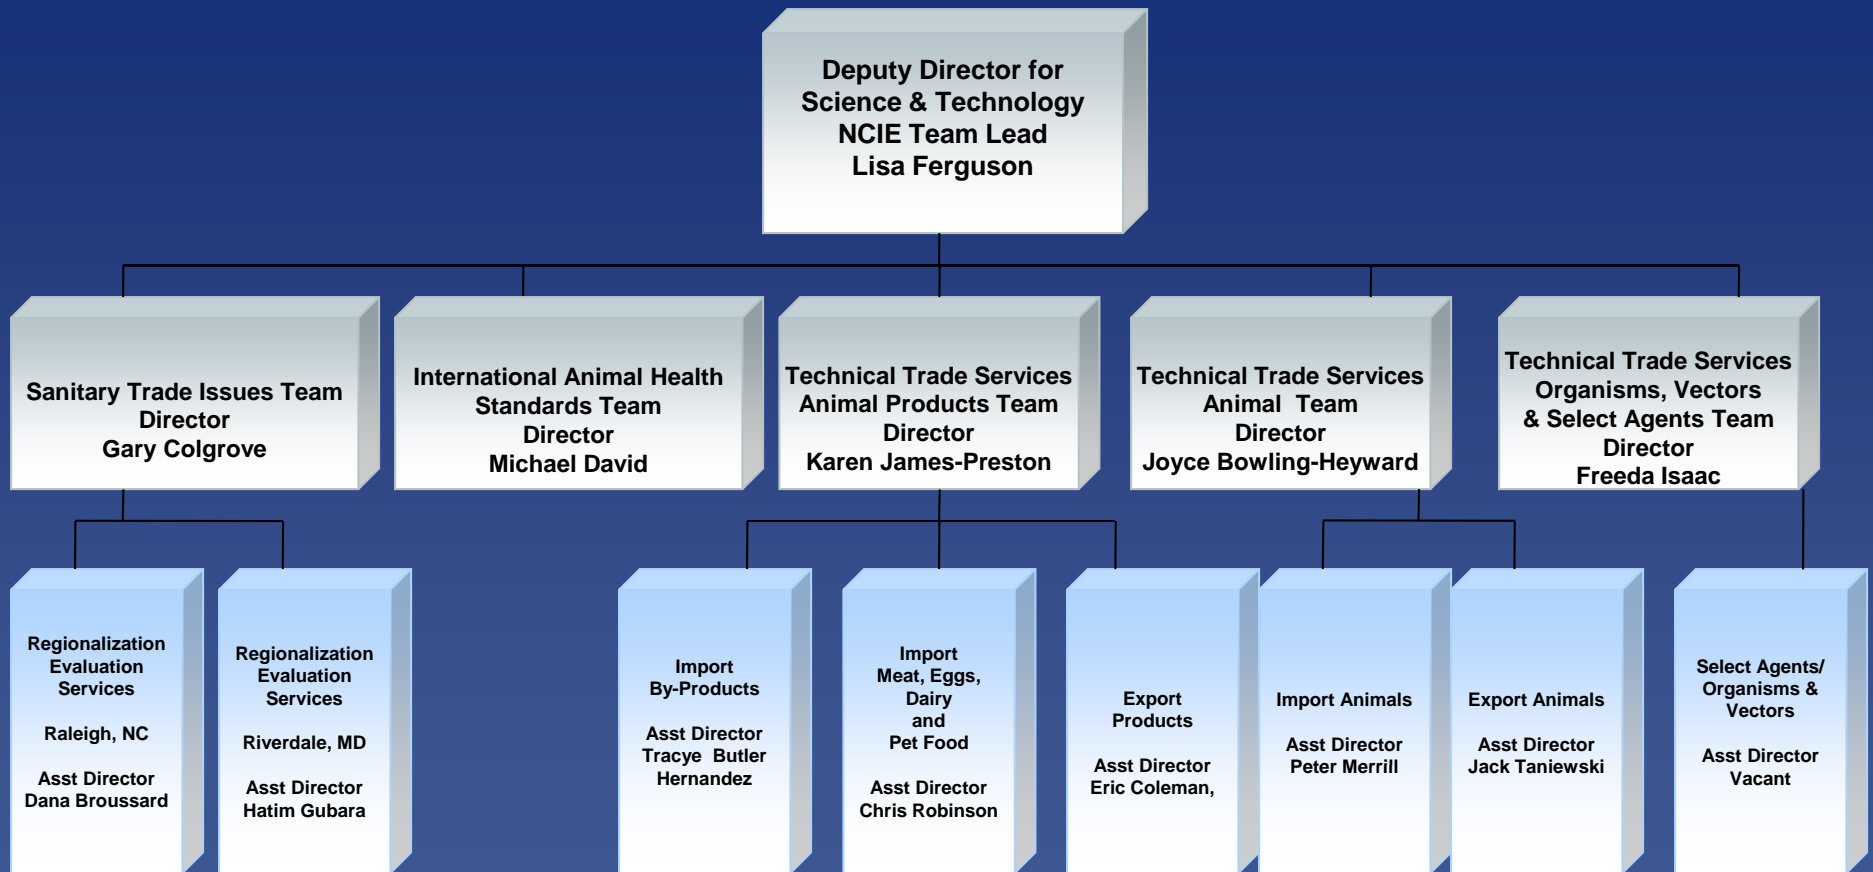 Deputy Director for
Science & Technology
NCIE Team Lead
Lisa Ferguson
Sanitary Trade Issues Team
Director
Gary Colgrove
International Animal Health
Standards Team
Director
Michael David
Technical Trade Services
Animal Products Team
Director
Karen James-Preston
Technical Trade Services
Animal Team
Director
Joyce Bowling-Heyward
Technical Trade Services
Organisms, Vectors
& Select Agents Team
Director
Freeda Isaac
Regionalization
Evaluation
Services
Raleigh, NC
Asst Director
Dana Broussard
Regionalization
Evaluation
Services
Riverdale, MD
Asst Director
Hatim Gubara
Import
By-Products
Asst Director
Tracye Butler
Hernandez
Import
Meat, Eggs,
Dairy
and
Pet Food
Asst Director
Chris Robinson
Export
Products
Asst Director
Eric Coleman,
Import Animals
Asst Director
Peter Merrill
Export Animals
Asst Director
Jack Taniewski
Select Agents/
Organisms &
Vectors
Asst Director
Vacant